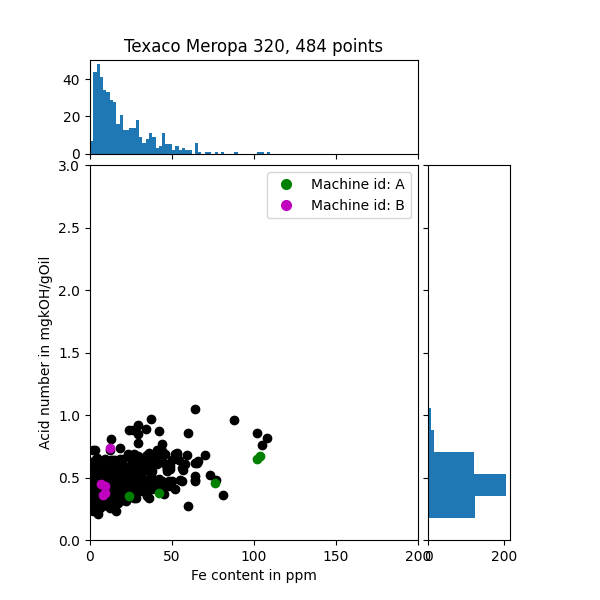 Texaco Meropa 320, 484 points
40
20
0
3.0
2.5
2.0
1.5
1.0
0.5
0.0
Acid number in mgkOH/gOil
Machine id: A
Machine id: B
0 50 100 150 200
0 200
Fe content in ppm